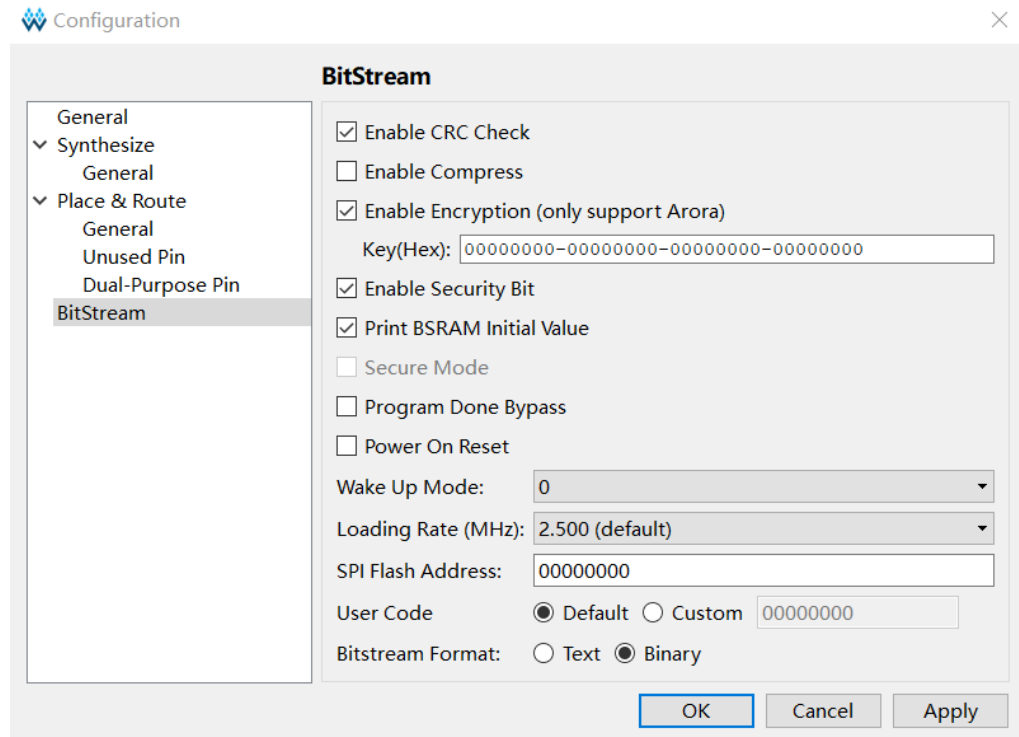 Configuration
BitStream
General
Synthesize
General
Place & Route
General
Unused Pin
Dual-Purpose Pin
BitStream
Enable CRC Check
Enable Compress
Enable Encryption (only support Arora)
Key(Hex): 00000000-00000000-00000000-00000000
Enable Security Bit
Print BSRAM Initial Value
Secure Mode
Program Done Bypass
Power On Reset
Wake Up Mode: 0
Loading Rate (MHz): 2.500 (default)
SPI Flash Address: 00000000
User Code Default Custom 00000000
Bitstream Format: Text Binary
OK Cancel Apply